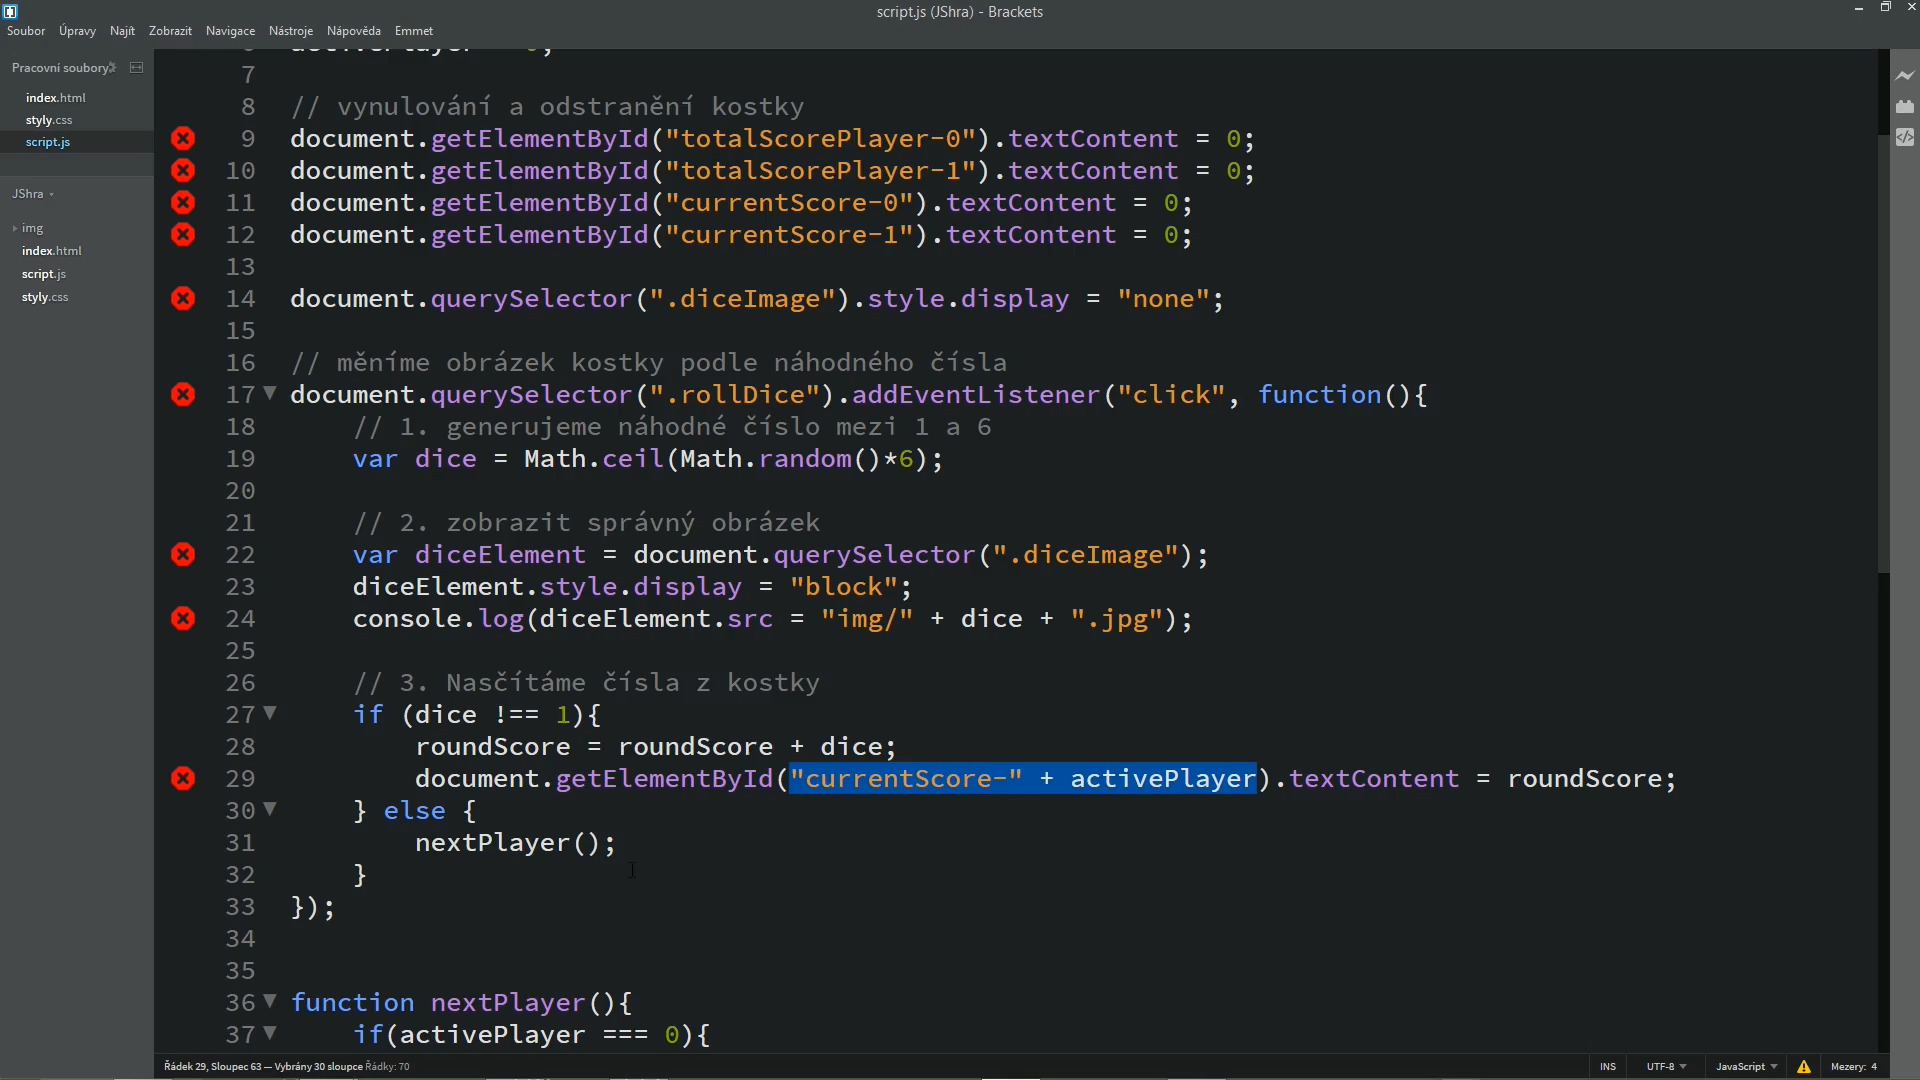 script.js (JShra) - Brackets
Soubor Úpravy Najít Zobrazit Navigace Nástroje Nápověda Emmet
Pracovní soubory
index.html
styly.css
script.js
JShra
img
index.html
script.js
styly.css
7
8 // vynulování a odstranění kostky
9 document.getElementById("totalScorePlayer-0").textContent = 0;
10 document.getElementById("totalScorePlayer-1").textContent = 0;
11 document.getElementById("currentScore-0").textContent = 0;
12 document.getElementById("currentScore-1").textContent = 0;
13
14 document.querySelector(".diceImage").style.display = "none";
15
16 // měníme obrázek kostky podle náhodného čísla
17 document.querySelector(".rollDice").addEventListener("click", function(){
18 // 1. generujeme náhodné číslo mezi 1 a 6
19 var dice = Math.ceil(Math.random()*6);
20
21 // 2. zobrazit správný obrázek
22 var diceElement = document.querySelector(".diceImage");
23 diceElement.style.display = "block";
24 console.log(diceElement.src = "img/" + dice + ".jpg");
25
26 // 3. Nasčítáme čísla z kostky
27 if (dice !== 1){
28 roundScore = roundScore + dice;
29 document.getElementById("currentScore-" + activePlayer).textContent = roundScore;
30 } else {
31 nextPlayer();
32 }
33 });
34
35
36 function nextPlayer(){
37 if(activePlayer === 0){
Řádek 29, Sloupec 63 — Vybrány 30 sloupce Řádky: 70
INS UTF-8 JavaScript Mezery: 4